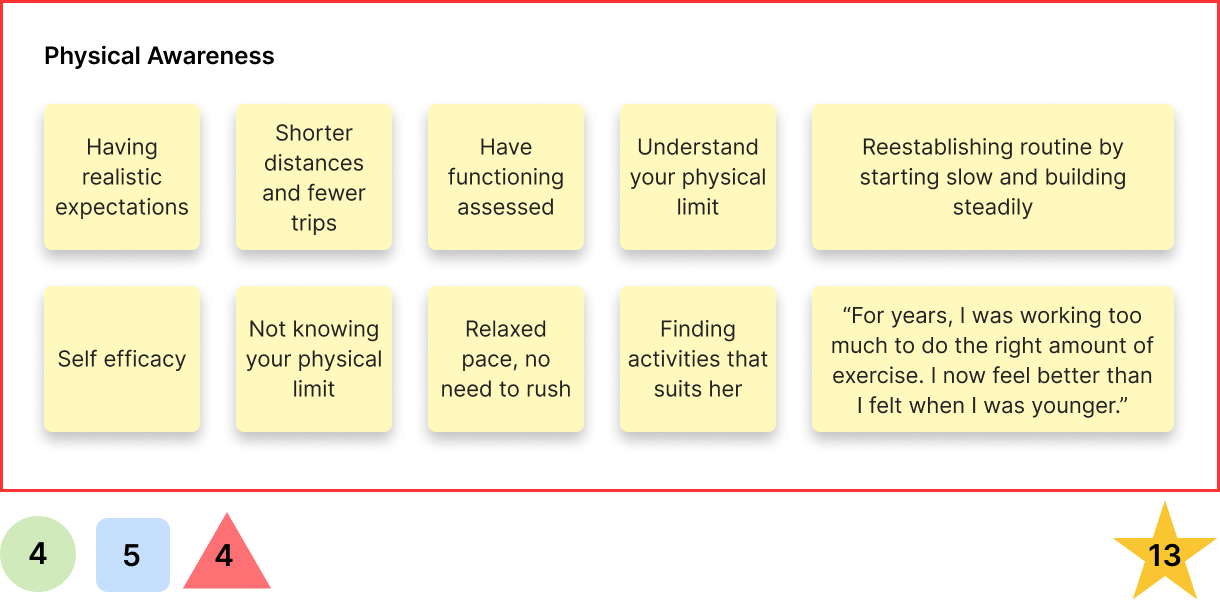 Physical Awareness
Having
realistic
expectations
Shorter
distances
and fewer
trips
Have
functioning
assessed
Understand
your physical
limit
Reestablishing routine by
starting slow and building
steadily
Self efficacy
Not knowing
your physical
limit
Relaxed
pace, no
need to rush
Finding
activities that
suits her
“For years, I was working too
much to do the right amount of
exercise. I now feel better than
I felt when I was younger.”
4
5
4
13